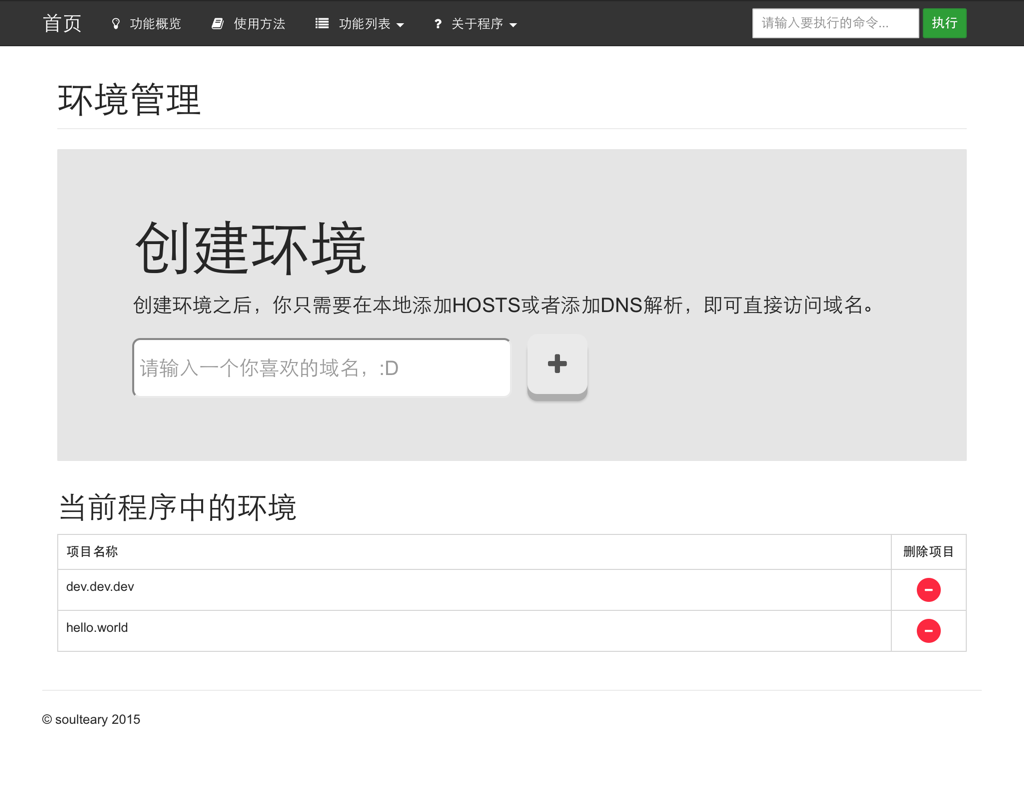 首页 功能概览 使用方法 功能列表 关于程序 请输入要执行的命令... 执行
环境管理
创建环境
创建环境之后，你只需要在本地添加HOSTS或者添加DNS解析，即可直接访问域名。
请输入一个你喜欢的域名，:D
当前程序中的环境
项目名称 删除项目
dev.dev.dev
hello.world
© soulteary 2015